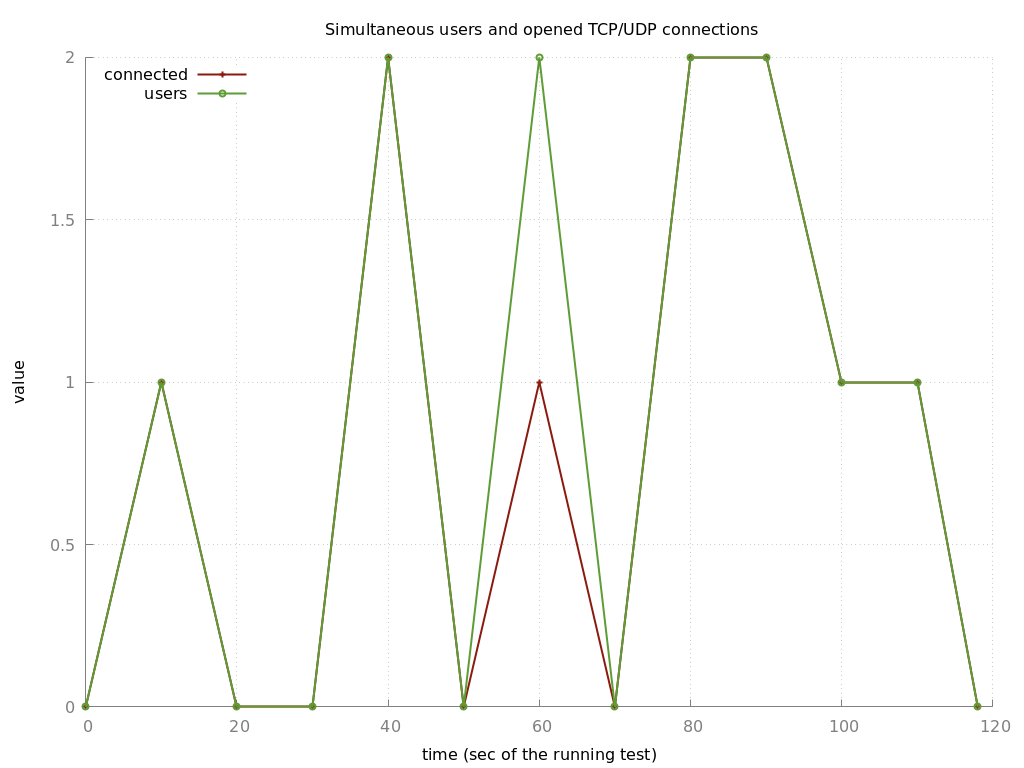 Simultaneous users and opened TCP/UDP connections
connected
users
2
1.5
1
0.5
0
value
0 20 40 60 80 100 120
time (sec of the running test)